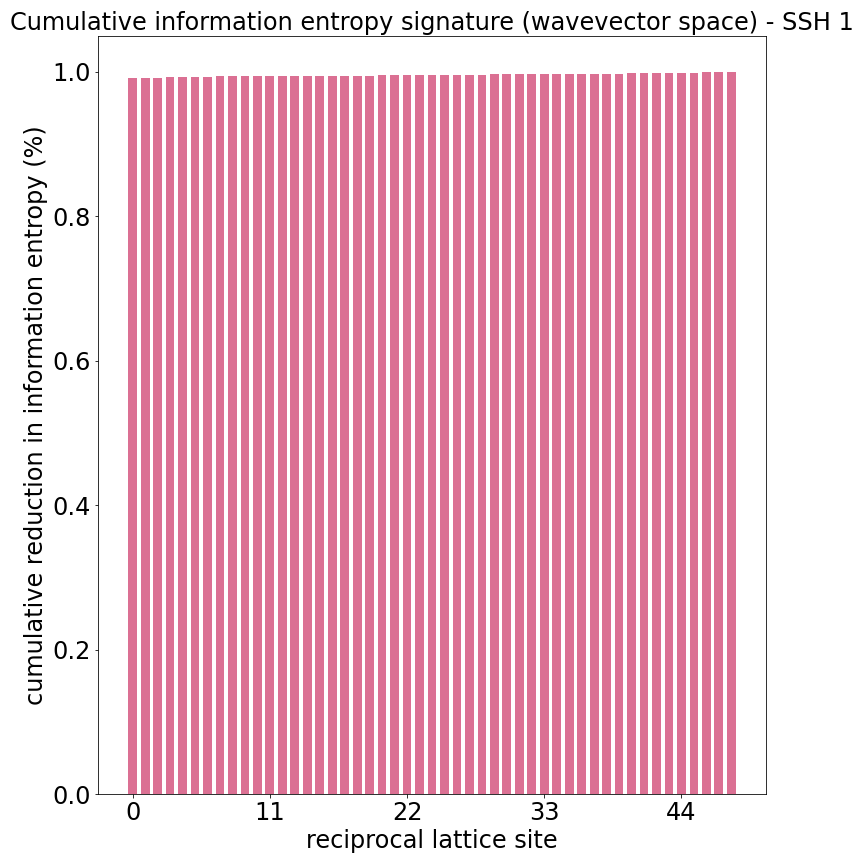 Cumulative information entropy signature (wavevector space) - SSH 1
cumulative reduction in information entropy (%)
1.0
0.8
0.6
0.4
0.2
0.0
0 11 22 33 44
reciprocal lattice site